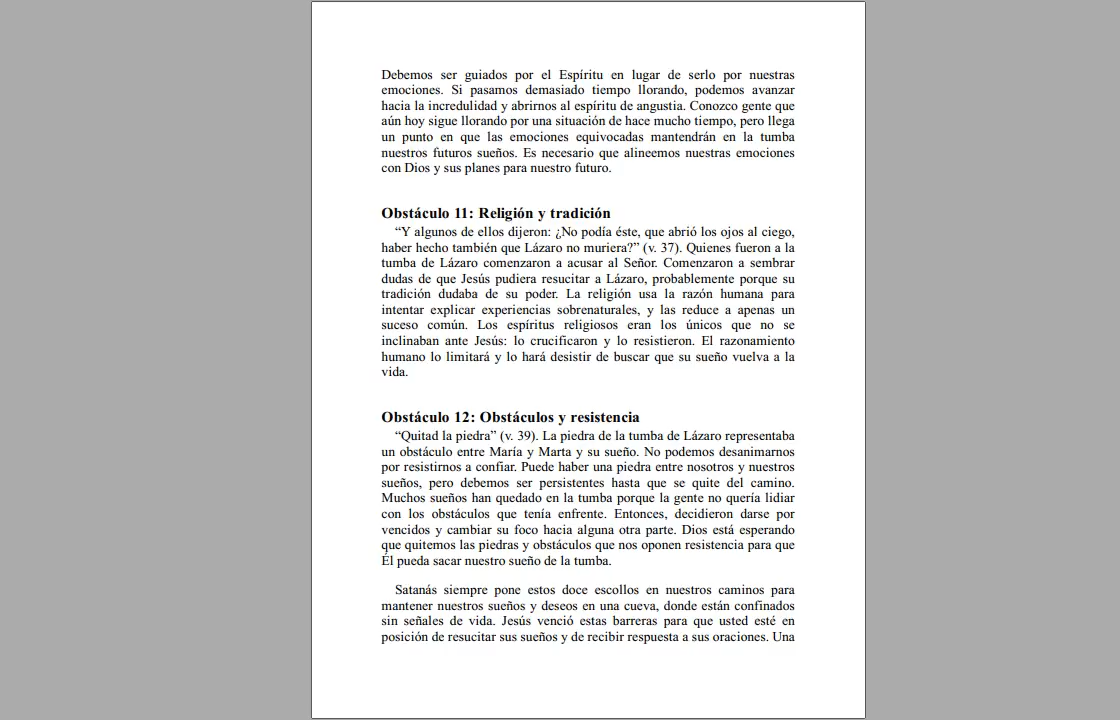 Debemos ser guiados por el Espíritu en lugar de serlo por nuestras
emociones. Si pasamos demasiado tiempo llorando, podemos avanzar
hacia la incredulidad y abrirnos al espíritu de angustia. Conozco gente que
aún hoy sigue llorando por una situación de hace mucho tiempo, pero llega
un punto en que las emociones equivocadas mantendrán en la tumba
nuestros futuros sueños. Es necesario que alineemos nuestras emociones
con Dios y sus planes para nuestro futuro.
Obstáculo 11: Religión y tradición
“Y algunos de ellos dijeron: ¿No podía éste, que abrió los ojos al ciego,
haber hecho también que Lázaro no muriera?” (v. 37). Quienes fueron a la
tumba de Lázaro comenzaron a acusar al Señor. Comenzaron a sembrar
dudas de que Jesús pudiera resucitar a Lázaro, probablemente porque su
tradición dudaba de su poder. La religión usa la razón humana para
intentar explicar experiencias sobrenaturales, y las reduce a apenas un
suceso común. Los espíritus religiosos eran los únicos que no se
inclinaban ante Jesús: lo crucificaron y lo resistieron. El razonamiento
humano lo limitará y lo hará desistir de buscar que su sueño vuelva a la
vida.
Obstáculo 12: Obstáculos y resistencia
“Quitad la piedra” (v. 39). La piedra de la tumba de Lázaro representaba
un obstáculo entre María y Marta y su sueño. No podemos desanimarnos
por resistirnos a confiar. Puede haber una piedra entre nosotros y nuestros
sueños, pero debemos ser persistentes hasta que se quite del camino.
Muchos sueños han quedado en la tumba porque la gente no quería lidiar
con los obstáculos que tenía enfrente. Entonces, decidieron darse por
vencidos y cambiar su foco hacia alguna otra parte. Dios está esperando
que quitemos las piedras y obstáculos que nos oponen resistencia para que
Él pueda sacar nuestro sueño de la tumba.
Satanás siempre pone estos doce escollos en nuestros caminos para
mantener nuestros sueños y deseos en una cueva, donde están confinados
sin señales de vida. Jesús venció estas barreras para que usted esté en
posición de resucitar sus sueños y de recibir respuesta a sus oraciones. Una